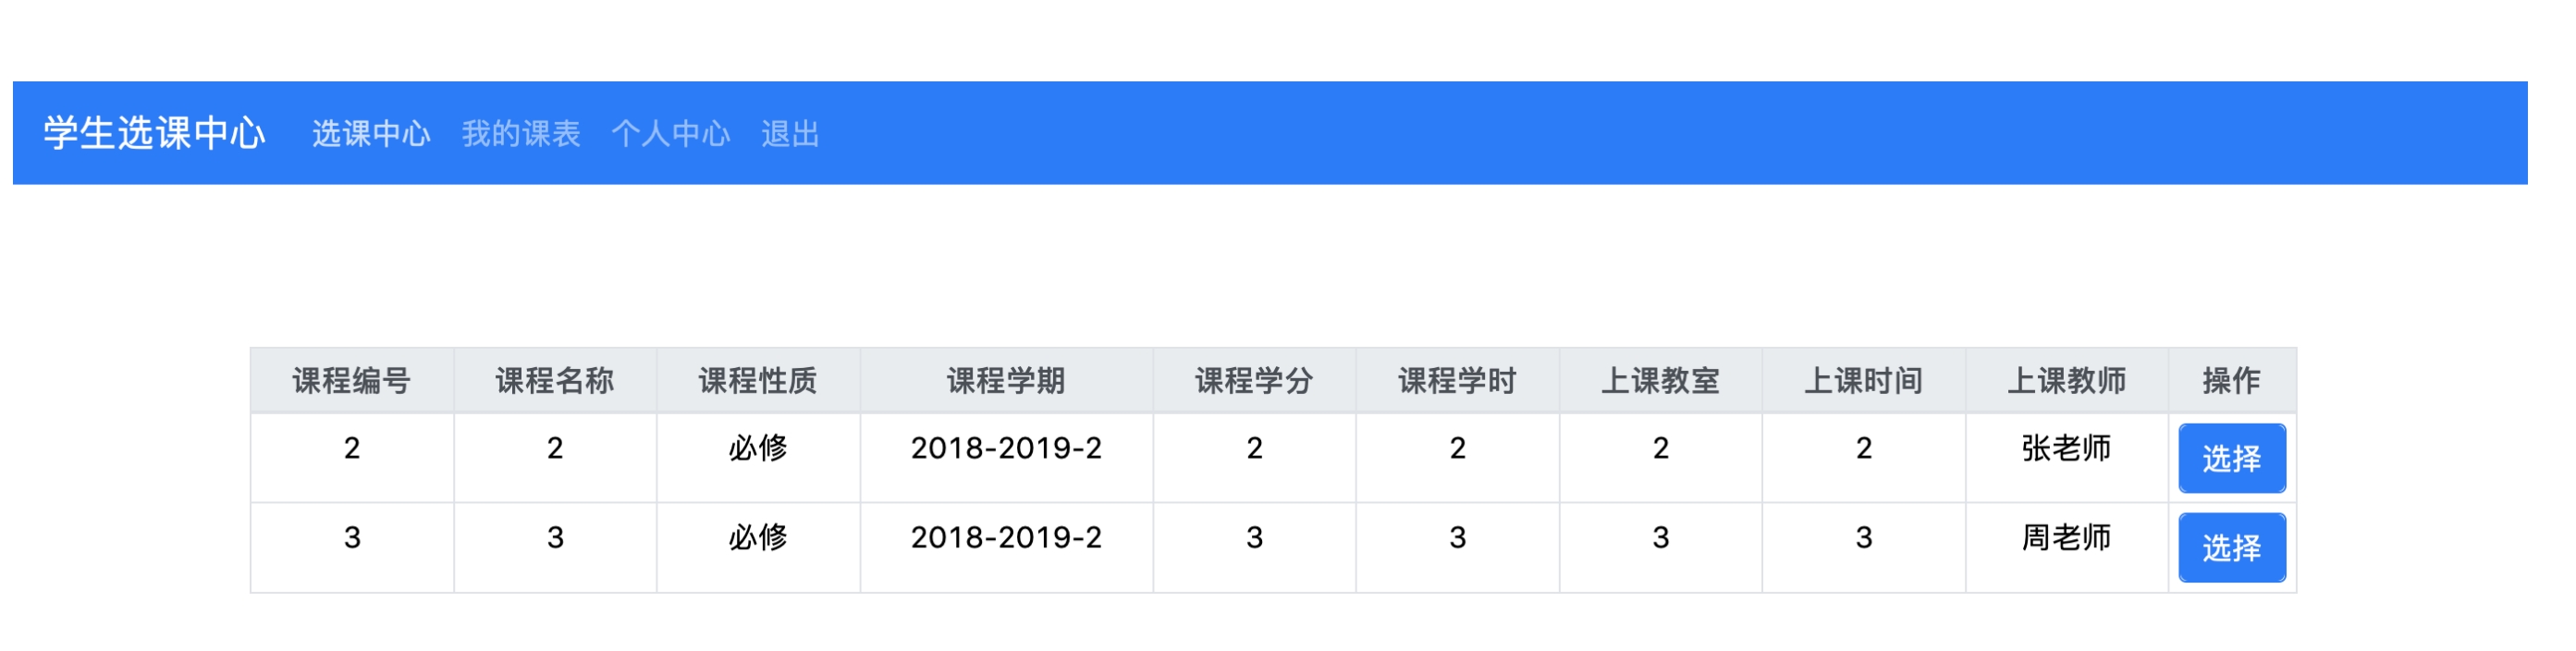 学生选课中心 选课中心 我的课表 个人中心 退出
课程编号 课程名称 课程性质 课程学期 课程学分 课程学时 上课教室 上课时间 上课教师 操作
2 2 必修 2018-2019-2 2 2 2 2 张老师 选择
3 3 必修 2018-2019-2 3 3 3 3 周老师 选择